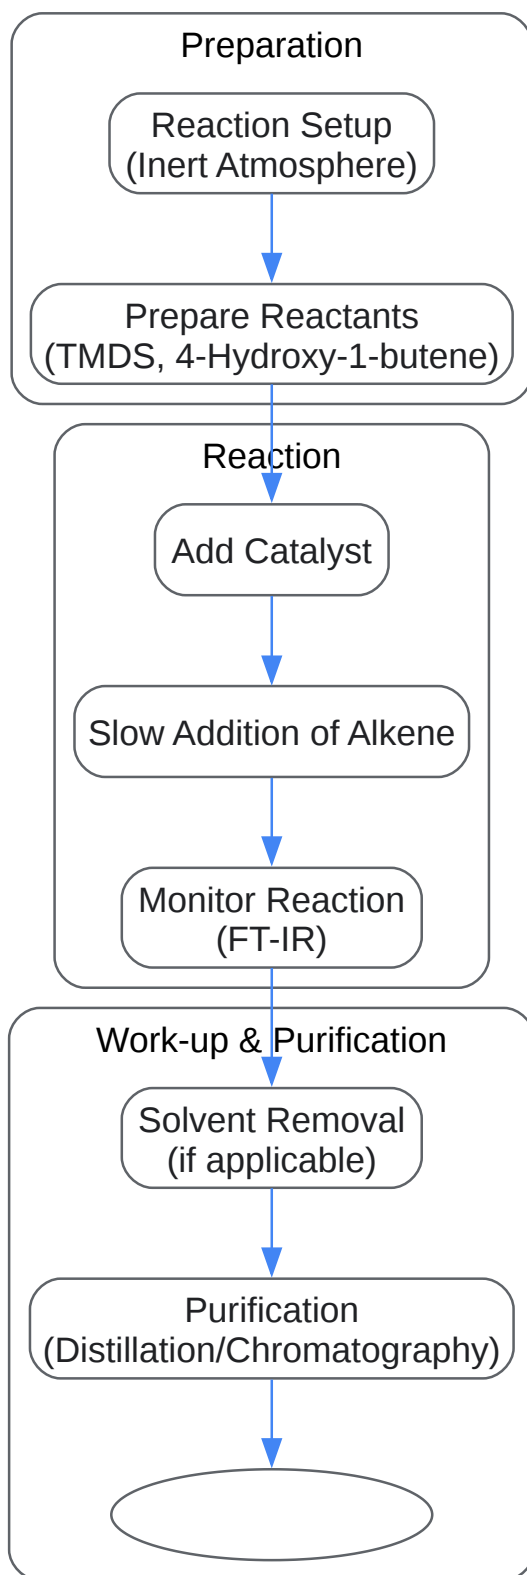 Preparation
Reaction Setup
(Inert Atmosphere)
Prepare Reactants
(TMDS, 4-Hydroxy-1-butene)
Reaction
Add Catalyst
Slow Addition of Alkene
Monitor Reaction
(FT-IR)
Work-up & Purification
Solvent Removal
(if applicable)
Purification
(Distillation/Chromatography)